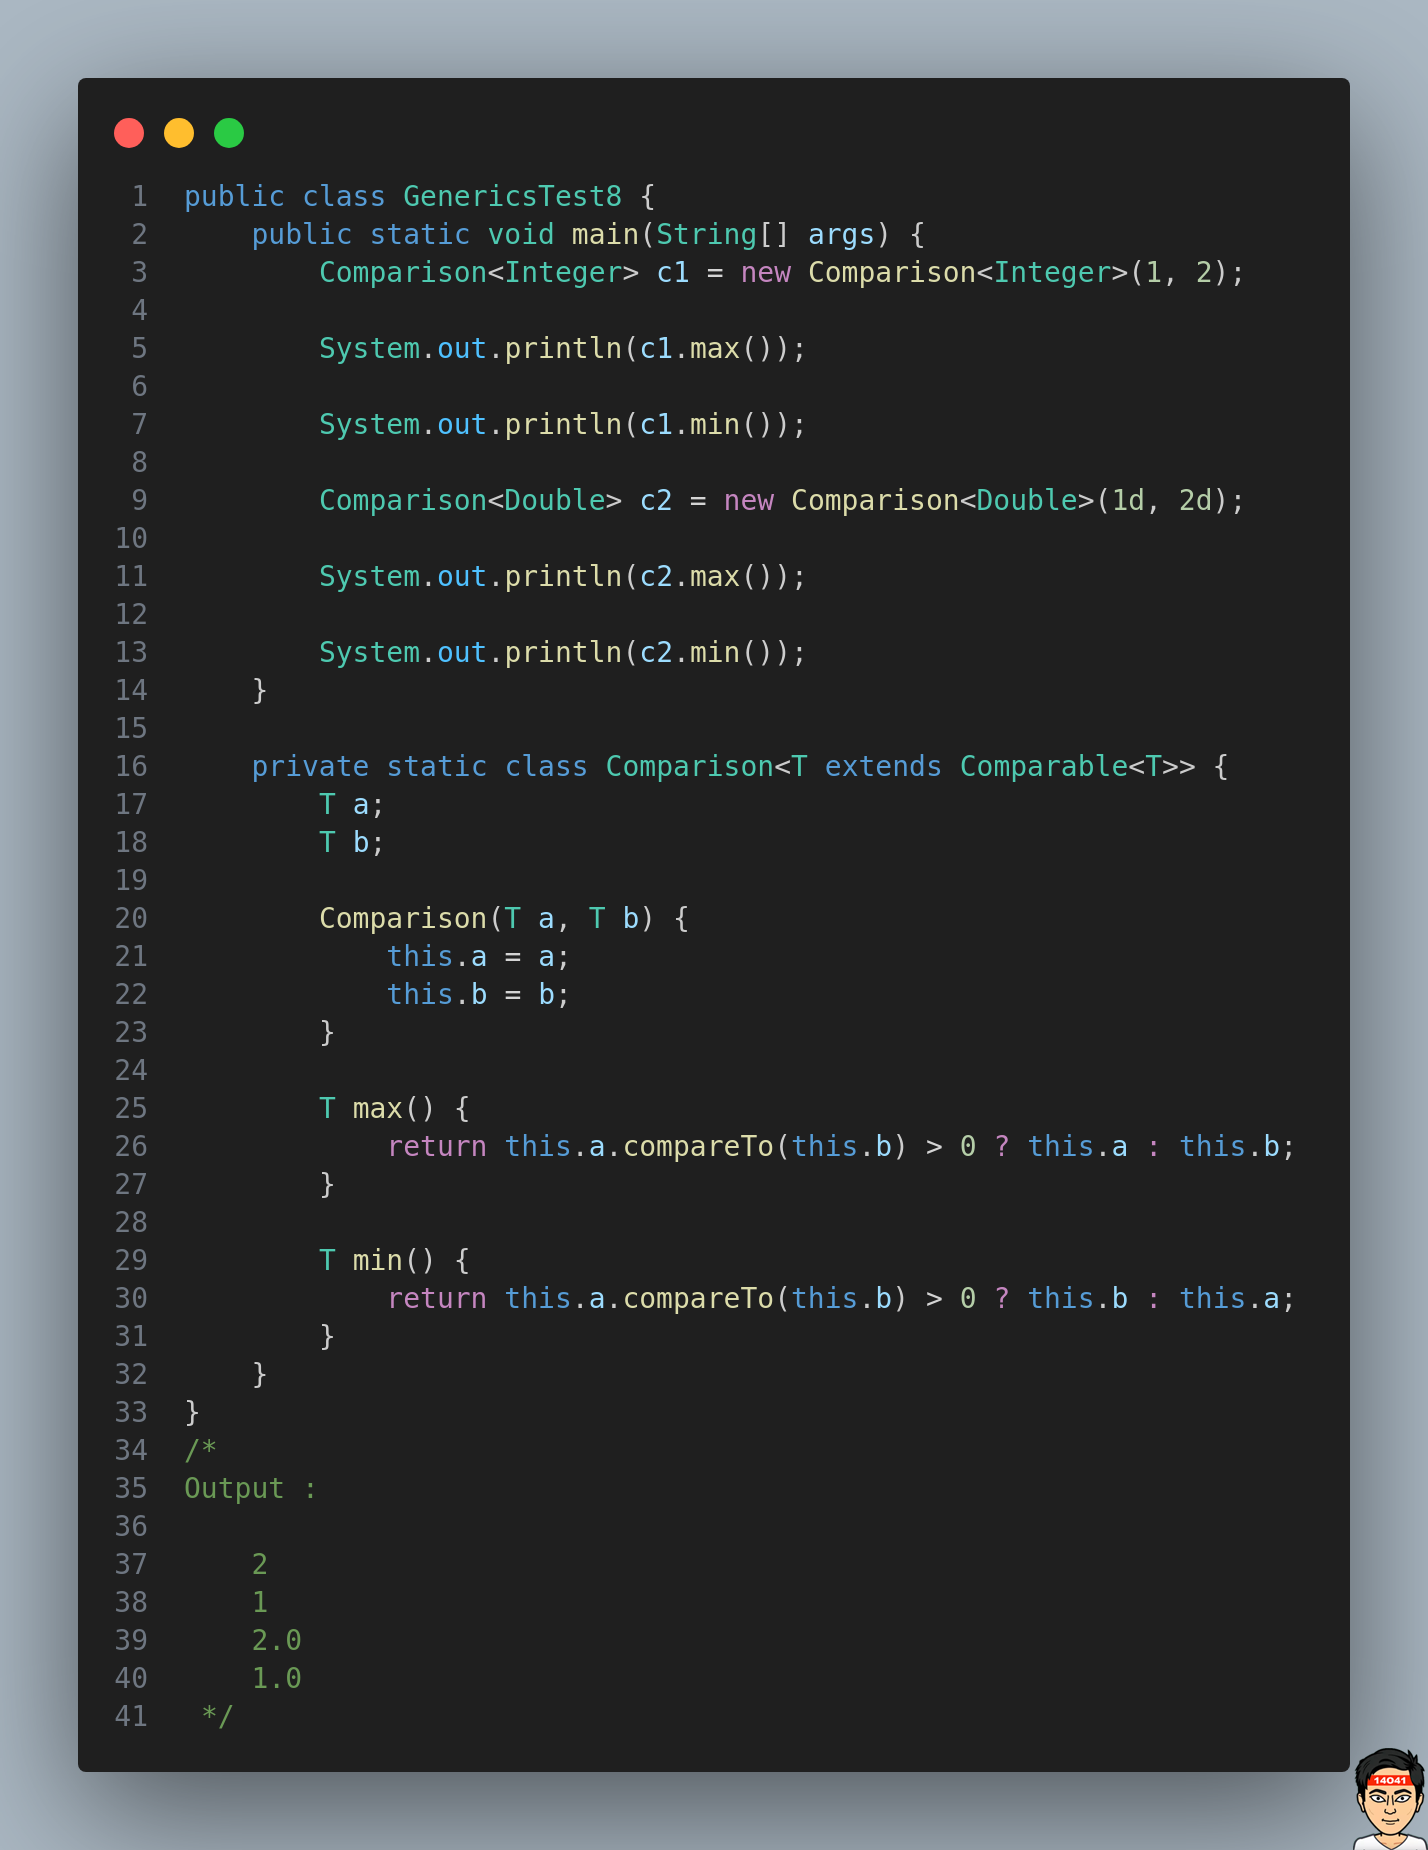 1 public class GenericsTest8 {
2     public static void main(String[] args) {
3         Comparison<Integer> c1 = new Comparison<Integer>(1, 2);
4
5         System.out.println(c1.max());
6
7         System.out.println(c1.min());
8
9         Comparison<Double> c2 = new Comparison<Double>(1d, 2d);
10
11         System.out.println(c2.max());
12
13         System.out.println(c2.min());
14     }
15
16     private static class Comparison<T extends Comparable<T>> {
17         T a;
18         T b;
19
20         Comparison(T a, T b) {
21             this.a = a;
22             this.b = b;
23         }
24
25         T max() {
26             return this.a.compareTo(this.b) > 0 ? this.a : this.b;
27         }
28
29         T min() {
30             return this.a.compareTo(this.b) > 0 ? this.b : this.a;
31         }
32     }
33 }
34 /*
35 Output :
36
37     2
38     1
39     2.0
40     1.0
41  */
14041